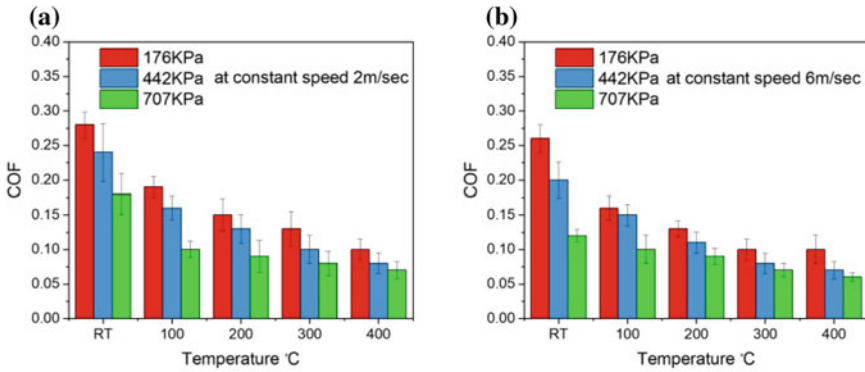 (a)
0.40
0.35
0.30
0.25
0.20
0.15
0.10
0.05
0.00
COF
176KPa
442KPa at constant speed 2m/sec
707KPa
RT 100 200 300 400
Temperature °C
(b)
0.40
0.35
0.30
0.25
0.20
0.15
0.10
0.05
0.00
COF
176KPa
442KPa at constant speed 6m/sec
707KPa
RT 100 200 300 400
Temperature °C